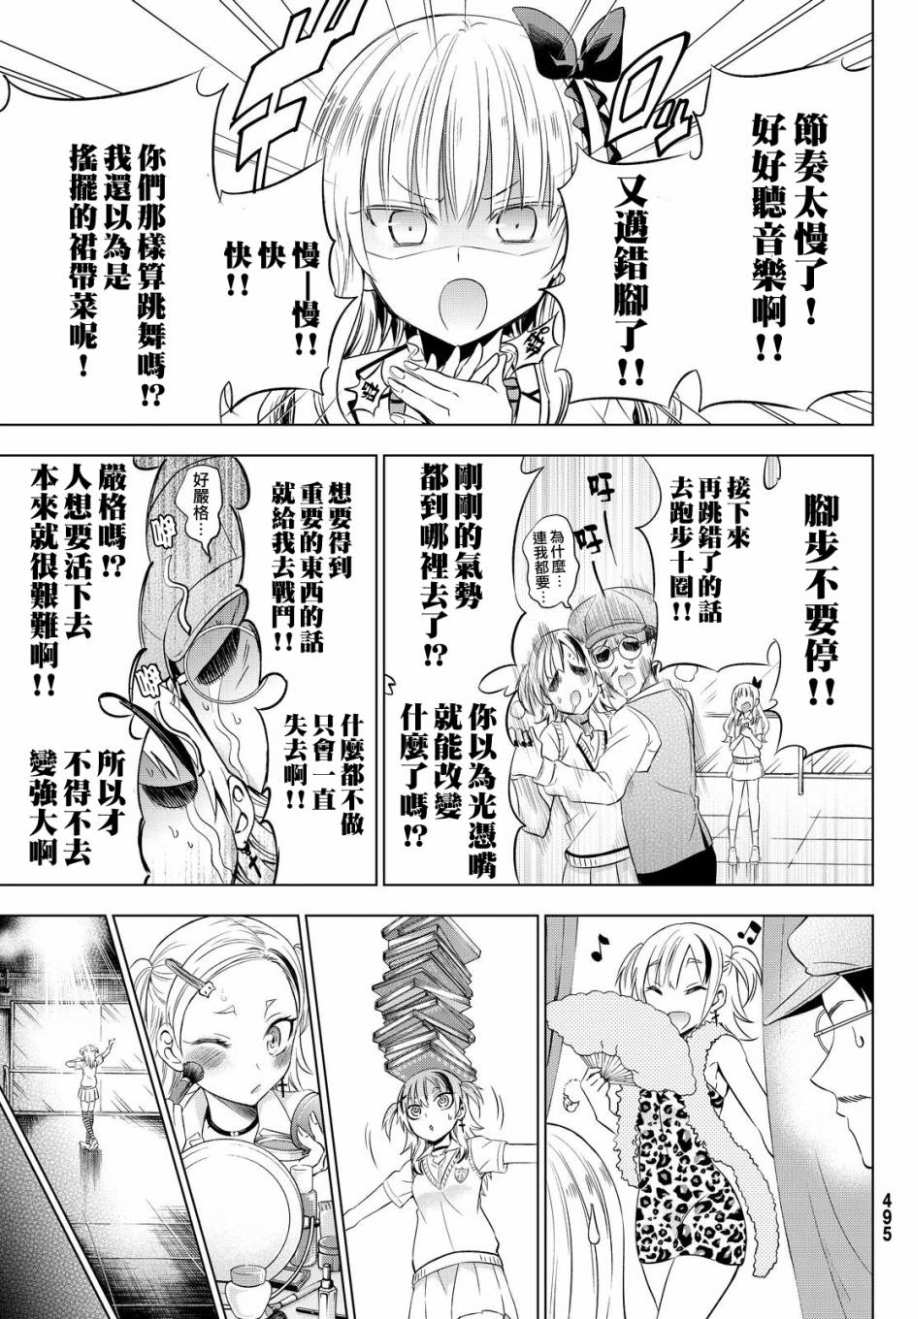 節奏太慢了！
好好聽音樂啊!!
又邁錯腳了!!
慢—慢!!
快
快!!
你們那樣算跳舞嗎!?
我還以為是
搖擺的裙帶菜呢！
腳步不要停!!
接下來
再跳錯了的話
去跑步十圈!!
呼—
呼—
為什麼…
連我都要…
剛剛的氣勢
都到哪裡去了!?
你以為光憑嘴
就能改變
什麼了嗎!?
想要得到
重要的東西的話
就給我去戰鬥!!
什麼都不做
只會一直
失去啊!!
好嚴格…
嚴格嗎!?
人想要活下去
本來就很艱難啊!!
所以才
不得不去
變強大啊
495